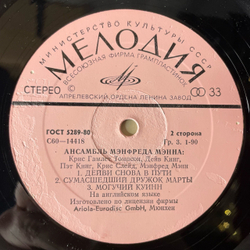 МИНИСТЕРСТВО КУЛЬТУРЫ СССР
МЕЛОДИЯ
ВСЕСОЮЗНАЯ ФИРМА ГРАМПЛАСТИНОК
СТЕРЕО
33
АПРЕЛЕВСКИЙ ОРДЕНА ЛЕНИНА ЗАВОД
ГОСТ 5289-80
2 сторона
С60—14418
Гр. 3. 1-90
АНСАМБЛЬ МЭНФРЕДА МЭННА:
Крис Гамлет Томпсон, Дейв Кинг,
Пэт Кинг, Крис Слейд, Мэнфред Мэнн
1. ДЕЙВИ СНОВА В ПУТИ
2. СУМАСШЕДШИЙ ДРУЖОК МАРТЫ
3. МОГУЧИЙ КУИНН
На английском языке
Изготовлено по лицензии фирмы
Ariola-Eurodisc GmbH, Мюнхен